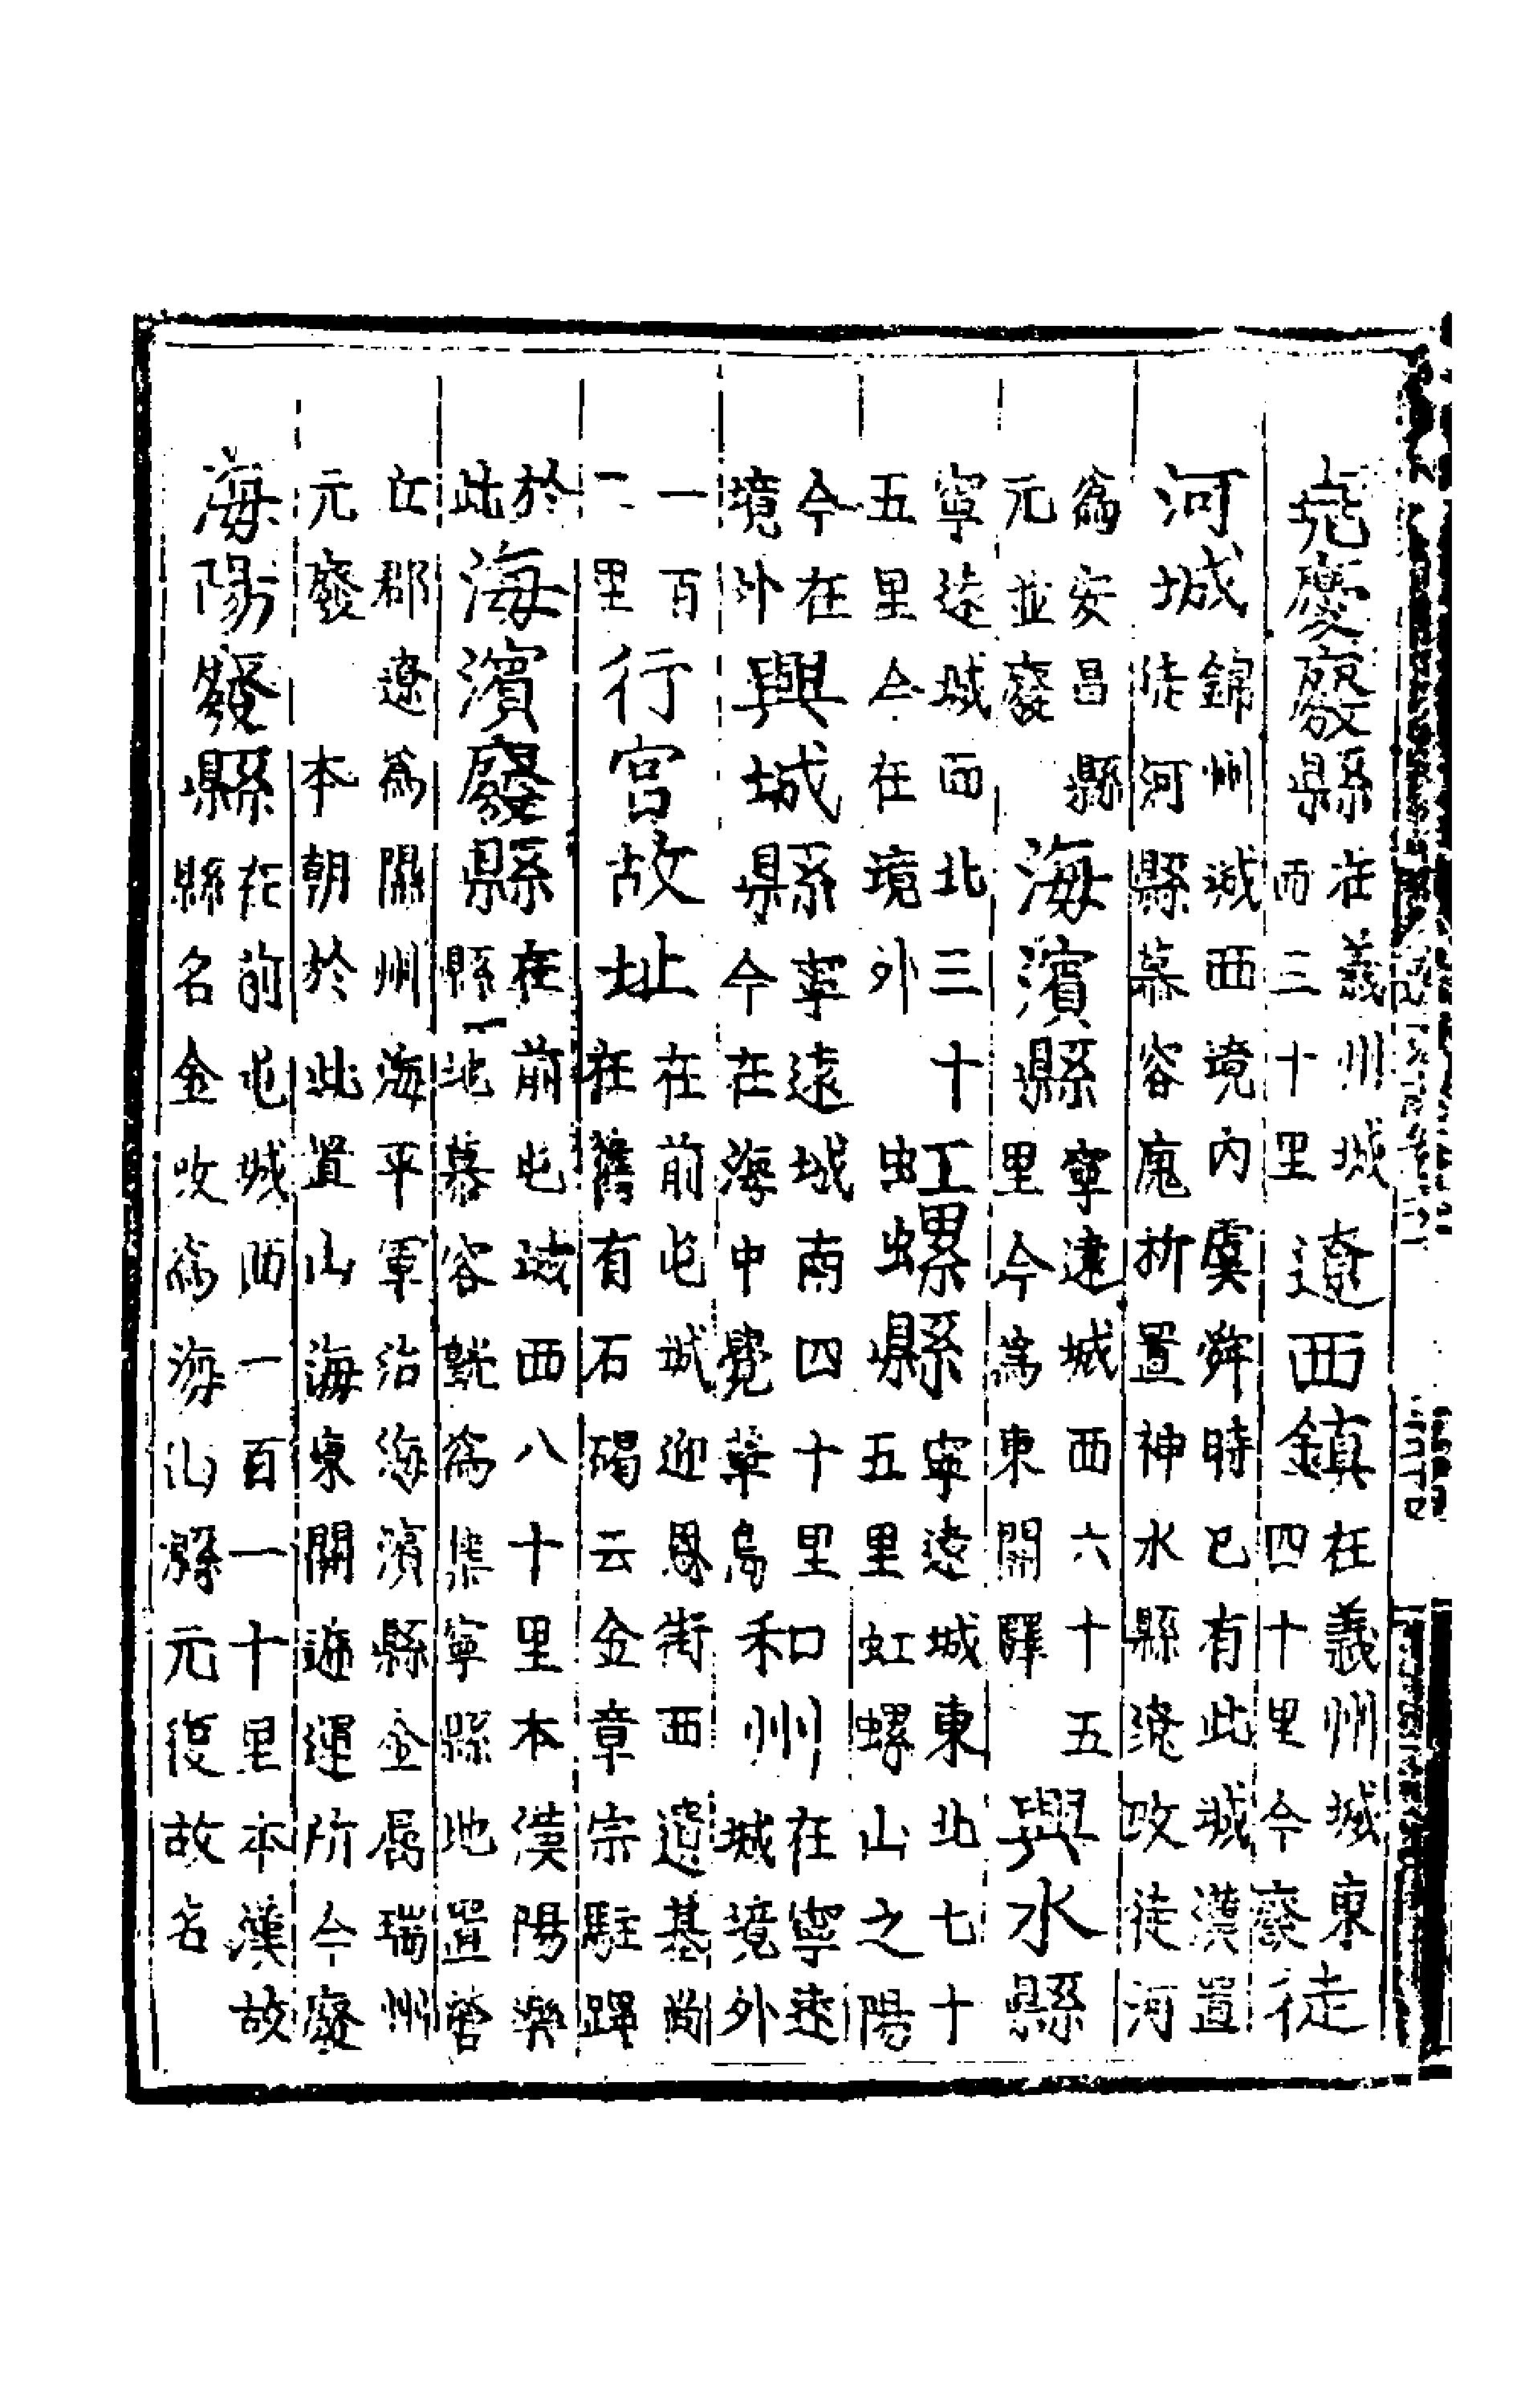 慶廢縣在義州城西三十里遼西鎮在義州城東四十里今廢徒
河城錦州城西境内虞舜時已有此城漢置徒河縣慕容廆析置神水縣後改徒河
為安昌縣元並廢海濱縣寧遠城西六十五里今為東關驛興水縣
寧遠城西北三十五里今在境外虹螺縣寧遠城東北七十五里虹螺山之陽
今在境外興城縣寧遠城南四十里口今在海中覺華島和州在寧遠城境外
一百二里行宮故址在前屯城迎恩街西遺基尚在舊有石碣云金章宗駐蹕
於此海濱廢縣在前屯城西八十里本漢陽樂縣地慕容皝為集寧縣地置營
丘郡遼為隰州海平軍治海濱縣金屬瑞州元廢 本朝於此置山海東關遞運所今廢
海陽廢縣在前屯城西一百一十里本漢故縣名金改為海山縣元復故名